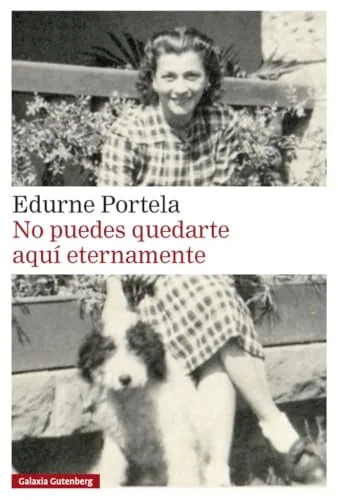 Edurne Portela
No puedes quedarte
aquí eternamente
Galaxia Gutenberg